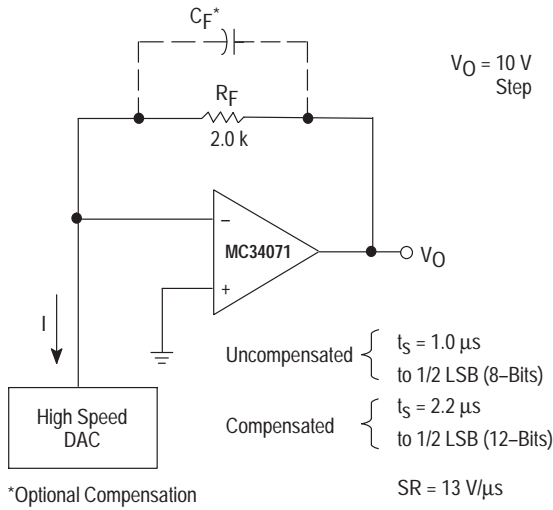 CF*
VO = 10 V
Step
RF
2.0 k
–
MC34071
+
VO
I
High Speed
DAC
Uncompensated
tS = 1.0 μs
to 1/2 LSB (8–Bits)
Compensated
tS = 2.2 μs
to 1/2 LSB (12–Bits)
SR = 13 V/μs
*Optional Compensation